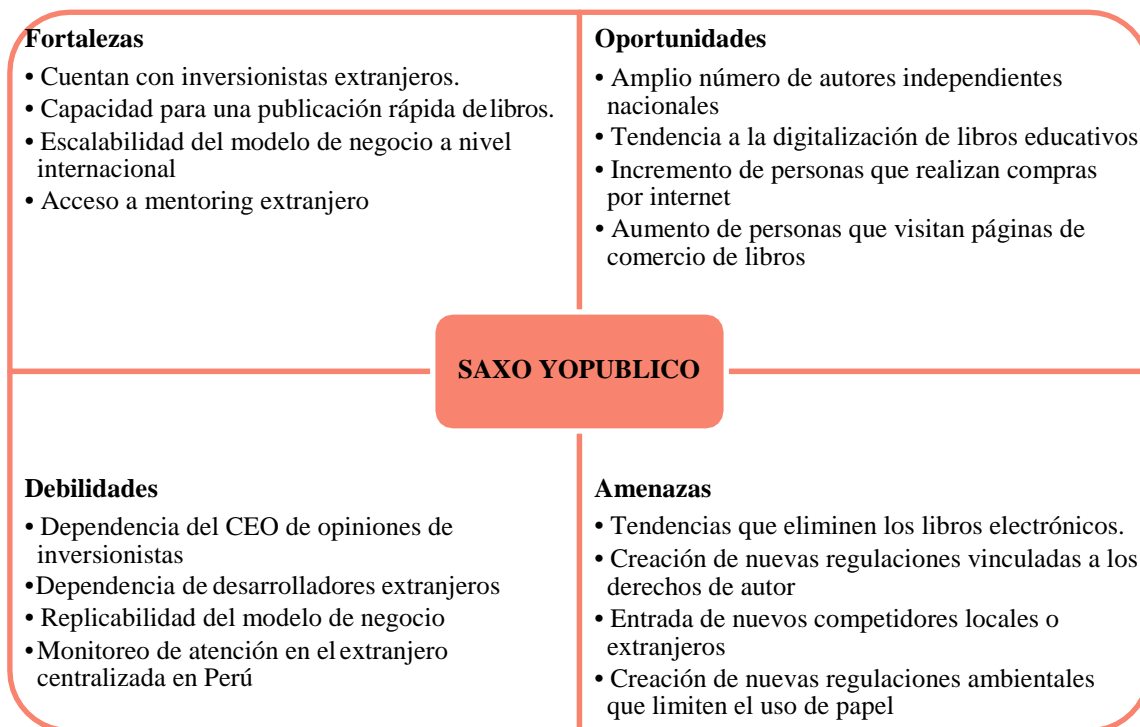 Fortalezas
• Cuentan con inversionistas extranjeros.
• Capacidad para una publicación rápida de libros.
• Escalabilidad del modelo de negocio a nivel
internacional
• Acceso a mentoring extranjero
Oportunidades
• Amplio número de autores independientes
nacionales
• Tendencia a la digitalización de libros educativos
• Incremento de personas que realizan compras
por internet
• Aumento de personas que visitan páginas de
comercio de libros
SAXO YOPUBLICO
Debilidades
• Dependencia del CEO de opiniones de
inversionistas
•Dependencia de desarrolladores extranjeros
• Replicabilidad del modelo de negocio
•Monitoreo de atención en el extranjero
centralizada en Perú
Amenazas
• Tendencias que eliminen los libros electrónicos.
• Creación de nuevas regulaciones vinculadas a los
derechos de autor
• Entrada de nuevos competidores locales o
extranjeros
• Creación de nuevas regulaciones ambientales
que limiten el uso de papel